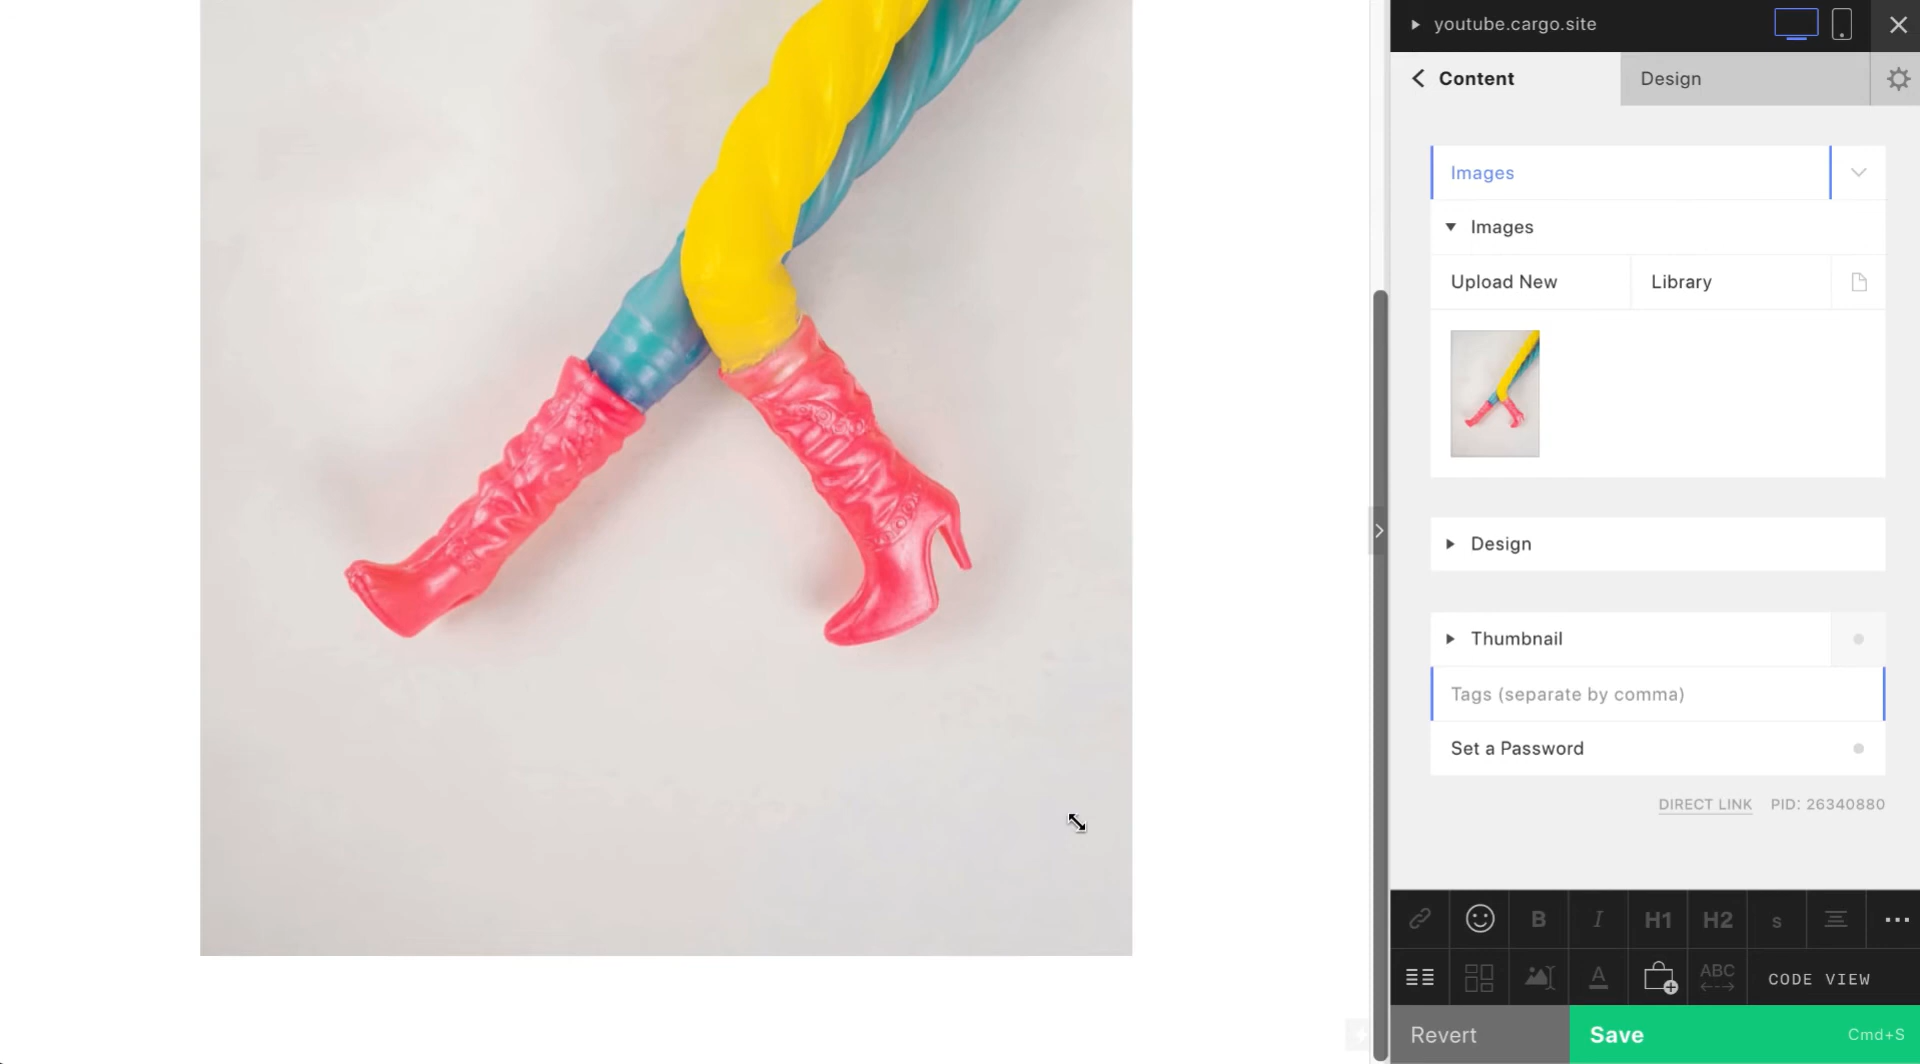 youtube.cargo.site
Content
Design
Images
Images
Upload New
Library
Design
Thumbnail
Tags (separate by comma)
Set a Password
DIRECT LINK PID: 26340880
B I H1 H2 s
A ABC CODE VIEW
Revert
Save Cmd+S